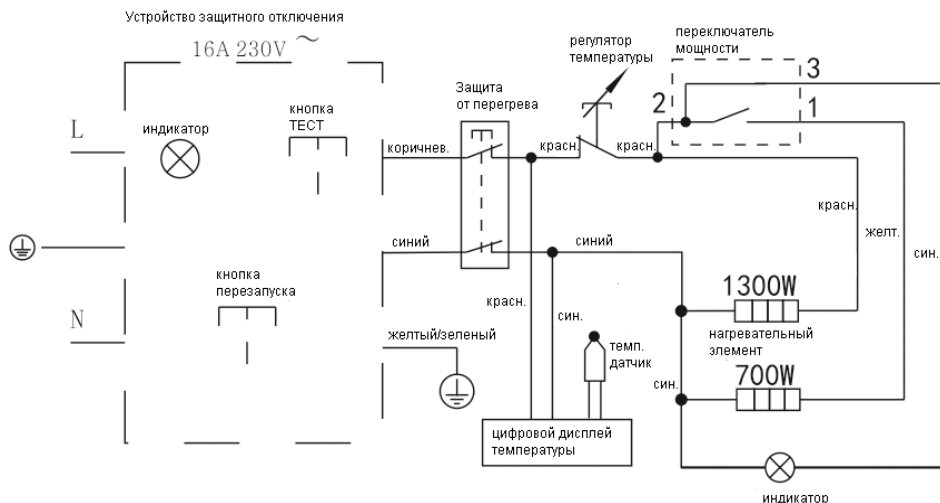 Устройство защитного отключения
16A 230V ~
регулятор
температуры
переключатель
мощности
3
2
1
Защита
от перегрева
кнопка
ТЕСТ
индикатор
L
коричнев.
красн.
красн.
красн.
желт.
син.
синий
синий
кнопка
перезапуска
N
красн.
син.
1300W
нагревательный
элемент
желтый/зеленый
темп.
датчик
син.
700W
цифровой дисплей
температуры
индикатор